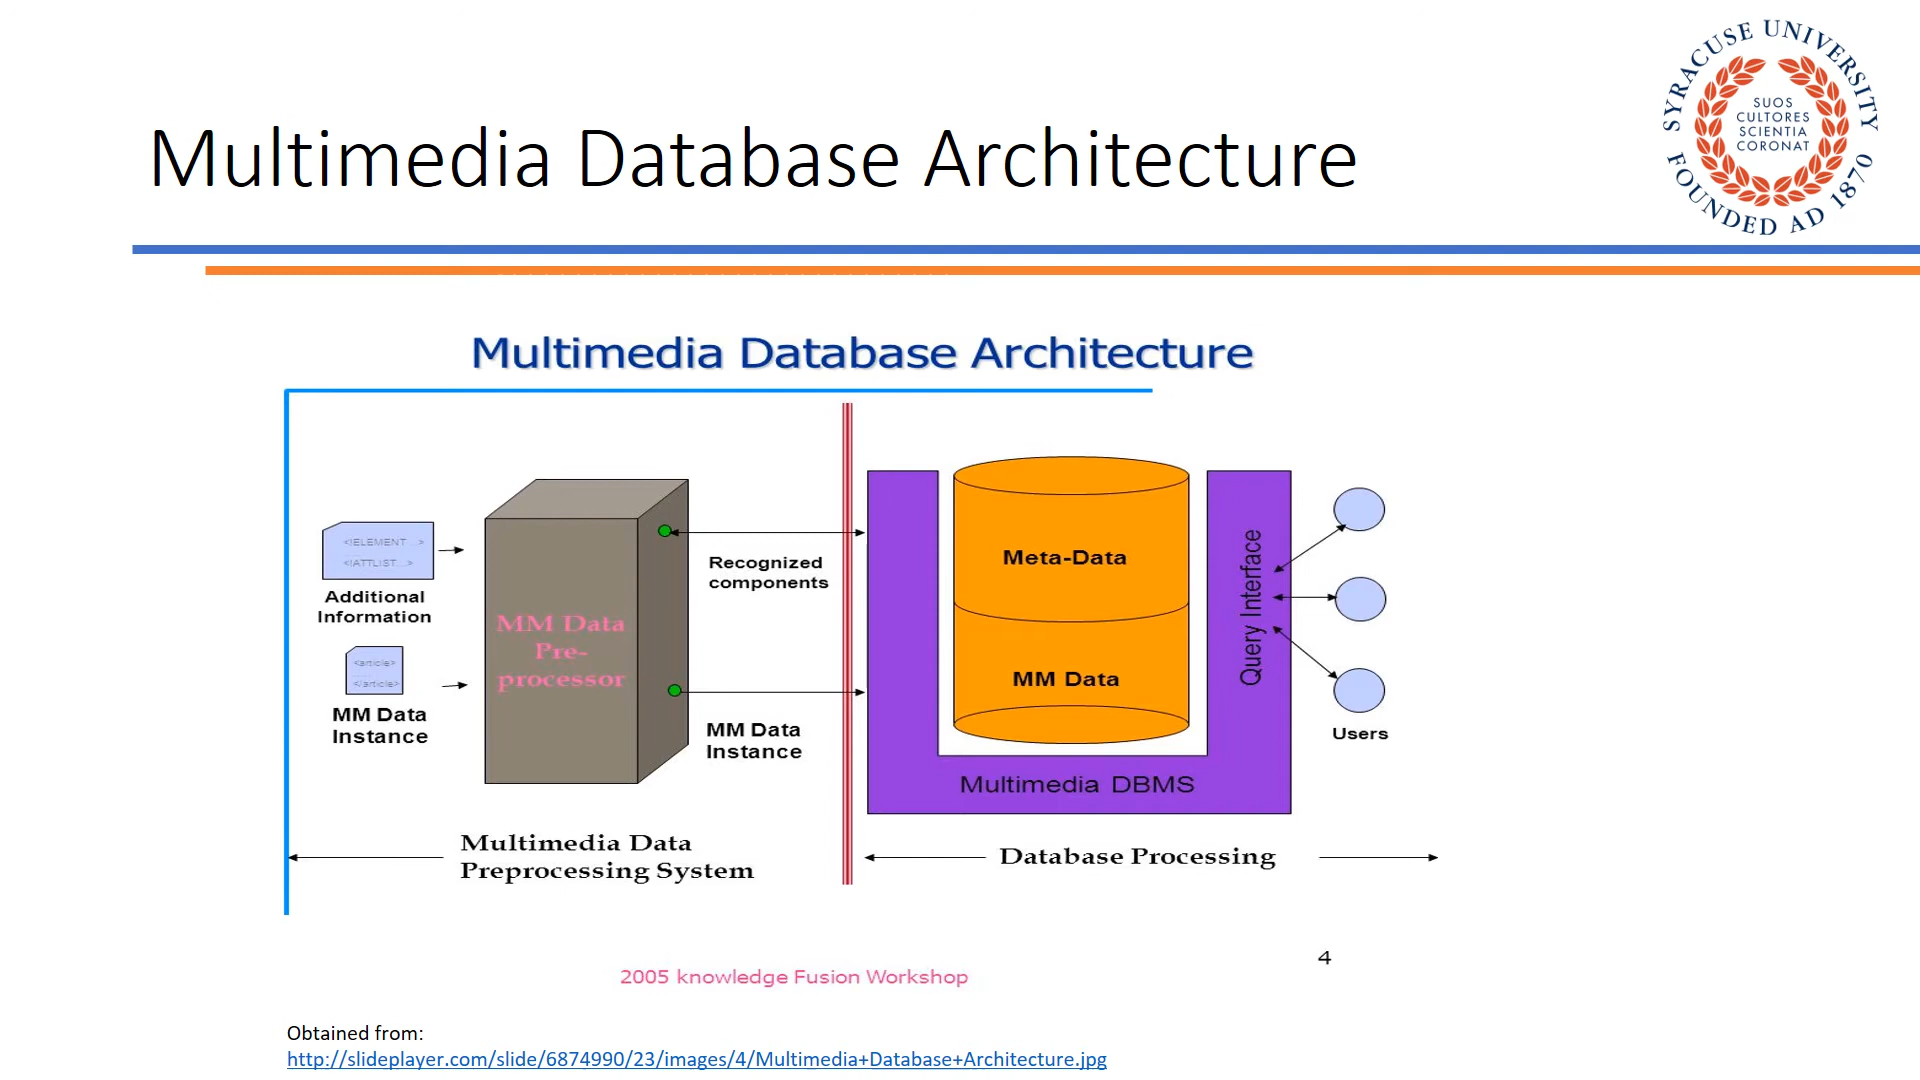 Multimedia Database Architecture
SYRACUSE UNIVERSITY
FOUNDED AD 1870
SUOS
CULTORES
SCIENTIA
CORONAT
Multimedia Database Architecture
<!ELEMENT ...>
<!ATTLIST...>
Additional
Information
<article>
</article>
MM Data
Instance
MM Data
Pre-
processor
Recognized
components
MM Data
Instance
Meta-Data
MM Data
Multimedia DBMS
Query Interface
Users
Multimedia Data
Preprocessing System
Database Processing
4
2005 knowledge Fusion Workshop
Obtained from:
http://slideplayer.com/slide/6874990/23/images/4/Multimedia+Database+Architecture.jpg